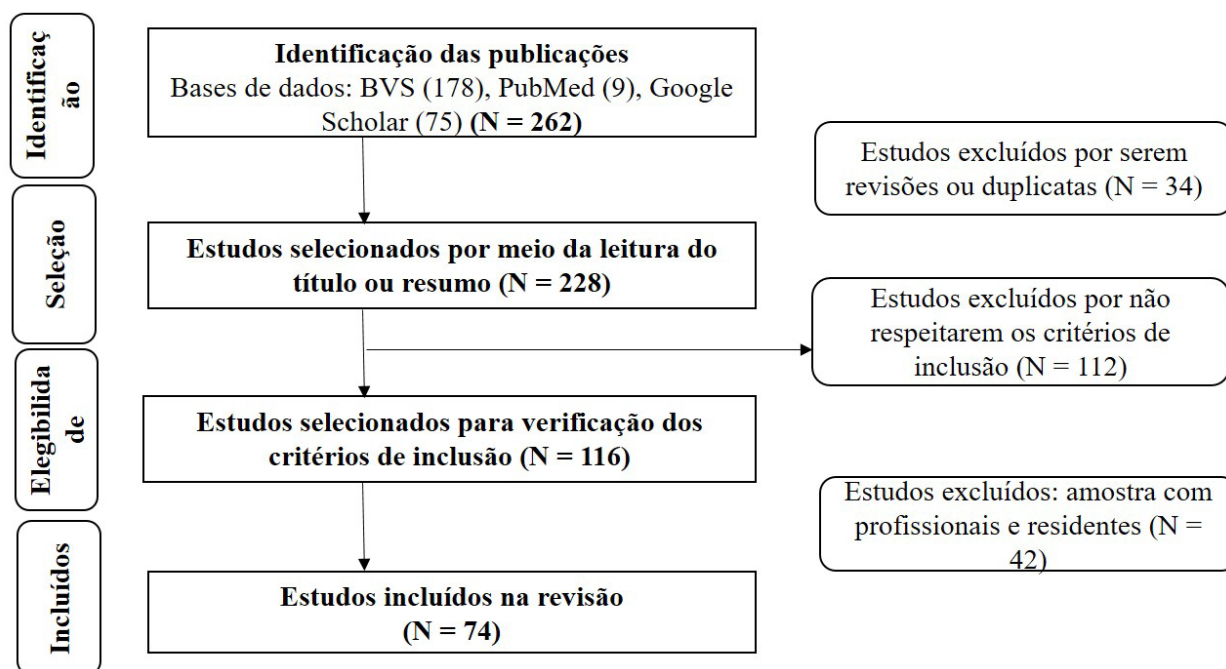 Identificaç
ão
Identificação das publicações
Bases de dados: BVS (178), PubMed (9), Google
Scholar (75) (N = 262)
Estudos excluídos por serem
revisões ou duplicatas (N = 34)
Seleção
Estudos selecionados por meio da leitura do
título ou resumo (N = 228)
Estudos excluídos por não
respeitarem os critérios de
inclusão (N = 112)
Elegibilida
de
Estudos selecionados para verificação dos
critérios de inclusão (N = 116)
Estudos excluídos: amostra com
profissionais e residentes (N =
42)
Incluídos
Estudos incluídos na revisão
(N = 74)